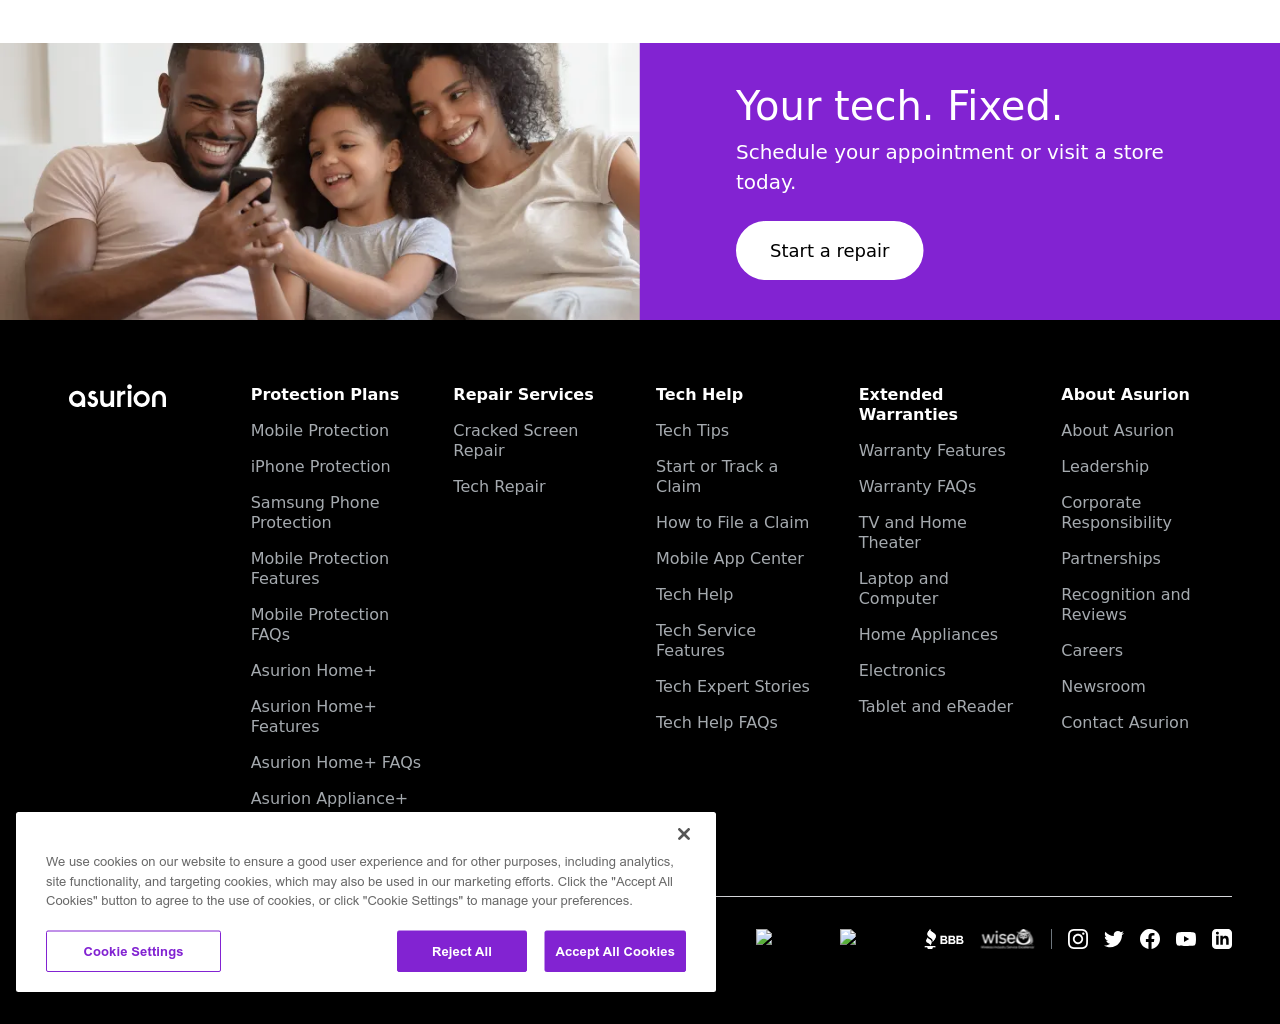 Your tech. Fixed.
Schedule your appointment or visit a store
today.
Start a repair
asurion
Protection Plans
Mobile Protection
iPhone Protection
Samsung Phone
Protection
Mobile Protection
Features
Mobile Protection
FAQs
Asurion Home+
Asurion Home+
Features
Asurion Home+ FAQs
Asurion Appliance+
Repair Services
Cracked Screen
Repair
Tech Repair
Tech Help
Tech Tips
Start or Track a
Claim
How to File a Claim
Mobile App Center
Tech Help
Tech Service
Features
Tech Expert Stories
Tech Help FAQs
Extended
Warranties
Warranty Features
Warranty FAQs
TV and Home
Theater
Laptop and
Computer
Home Appliances
Electronics
Tablet and eReader
About Asurion
About Asurion
Leadership
Corporate
Responsibility
Partnerships
Recognition and
Reviews
Careers
Newsroom
Contact Asurion
We use cookies on our website to ensure a good user experience and for other purposes, including analytics,
site functionality, and targeting cookies, which may also be used in our marketing efforts. Click the "Accept All
Cookies" button to agree to the use of cookies, or click "Cookie Settings" to manage your preferences.
Cookie Settings
Reject All
Accept All Cookies
BBB
wise